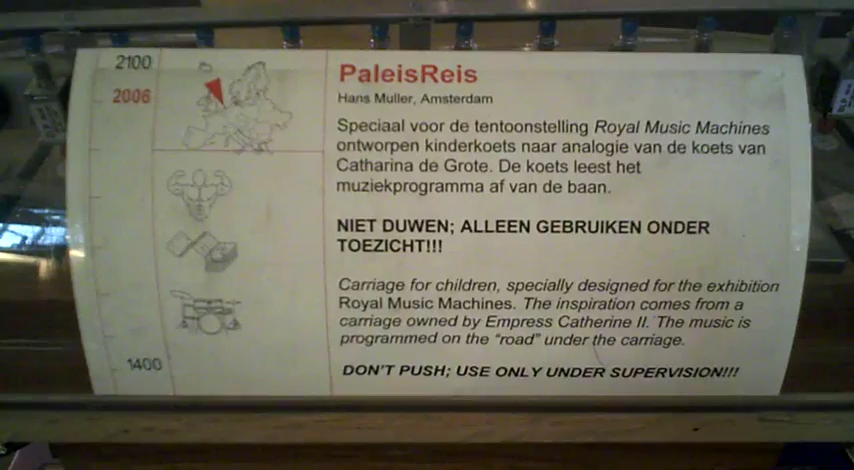 2100
2006
1400
PaleisReis
Hans Muller, Amsterdam
Speciaal voor de tentoonstelling Royal Music Machines
ontworpen kinderkoets naar analogie van de koets van
Catharina de Grote. De koets leest het
muziekprogramma af van de baan.
NIET DUWEN; ALLEEN GEBRUIKEN ONDER
TOEZICHT!!!
Carriage for children, specially designed for the exhibition
Royal Music Machines. The inspiration comes from a
carriage owned by Empress Catherine II. The music is
programmed on the “road” under the carriage.
DON'T PUSH; USE ONLY UNDER SUPERVISION!!!